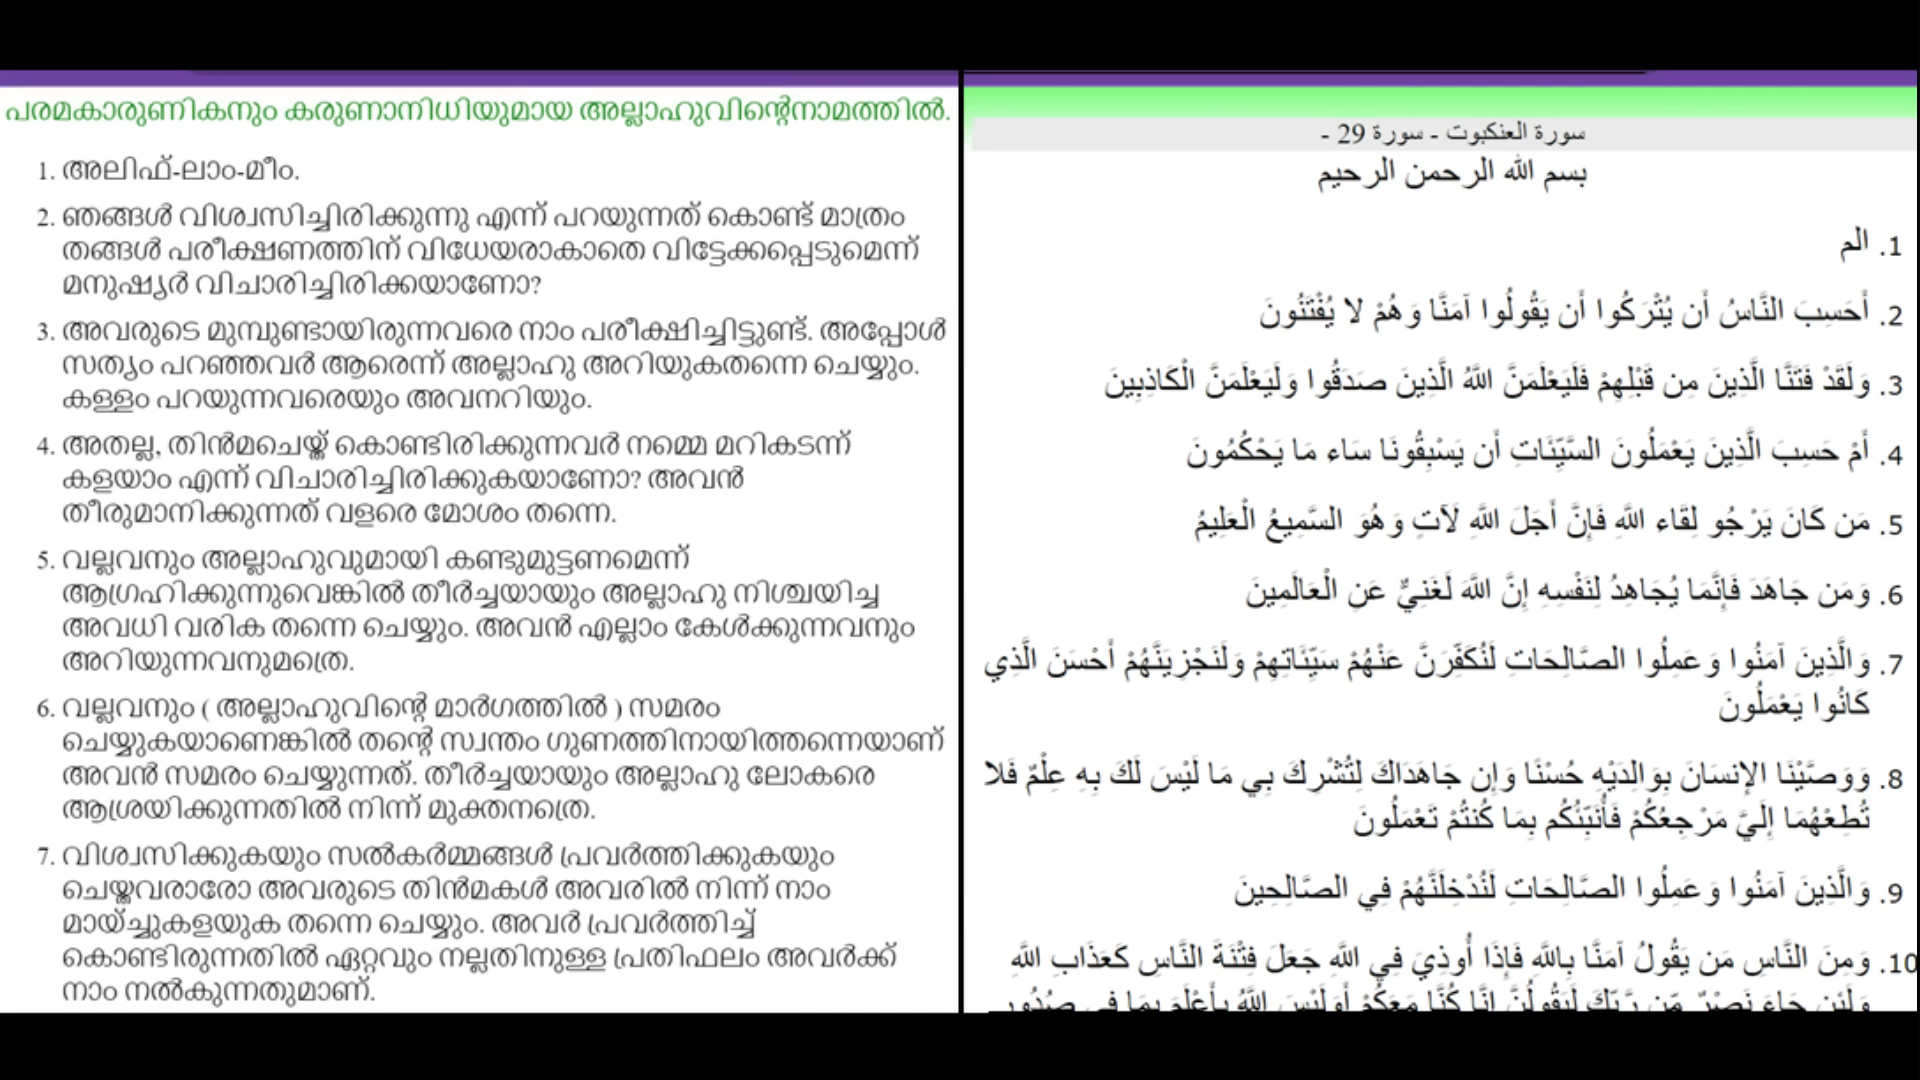 പരമകാരുണികനും കരുണാനിധിയുമായ അല്ലാഹുവിന്റെനാമത്തിൽ.
1. അലിഫ്-ലാം-മീം.
2. ഞങ്ങൾ വിശ്വസിച്ചിരിക്കുന്നു എന്ന് പറയുന്നത് കൊണ്ട് മാത്രം
തങ്ങൾ പരീക്ഷണത്തിന് വിധേയരാകാതെ വിട്ടേക്കപ്പെടുമെന്ന്
മനുഷ്യർ വിചാരിച്ചിരിക്കയാണോ?
3. അവരുടെ മുമ്പുണ്ടായിരുന്നവരെ നാം പരീക്ഷിച്ചിട്ടുണ്ട്. അപ്പോൾ
സത്യം പറഞ്ഞവർ ആരെന്ന് അല്ലാഹു അറിയുകതന്നെ ചെയ്യും.
കള്ളം പറയുന്നവരെയും അവനറിയും.
4. അതല്ല, തിൻമചെയ്ത് കൊണ്ടിരിക്കുന്നവർ നമ്മെ മറികടന്ന്
കളയാം എന്ന് വിചാരിച്ചിരിക്കുകയാണോ? അവൻ
തീരുമാനിക്കുന്നത് വളരെ മോശം തന്നെ.
5. വല്ലവനും അല്ലാഹുവുമായി കണ്ടുമുട്ടണമെന്ന്
ആഗ്രഹിക്കുന്നുവെങ്കിൽ തീർച്ചയായും അല്ലാഹു നിശ്ചയിച്ച
അവധി വരിക തന്നെ ചെയ്യും. അവൻ എല്ലാം കേൾക്കുന്നവനും
അറിയുന്നവനുമത്രെ.
6. വല്ലവനും ( അല്ലാഹുവിന്റെ മാർഗത്തിൽ ) സമരം
ചെയ്യുകയാണെങ്കിൽ തന്റെ സ്വന്തം ഗുണത്തിനായിത്തന്നെയാണ്
അവൻ സമരം ചെയ്യുന്നത്. തീർച്ചയായും അല്ലാഹു ലോകരെ
ആശ്രയിക്കുന്നതിൽ നിന്ന് മുക്തനത്രെ.
7. വിശ്വസിക്കുകയും സൽകർമ്മങ്ങൾ പ്രവർത്തിക്കുകയും
ചെയ്തവരാരോ അവരുടെ തിൻമകൾ അവരിൽ നിന്ന് നാം
മായ്ച്ചുകളയുക തന്നെ ചെയ്യും. അവർ പ്രവർത്തിച്ച്
കൊണ്ടിരുന്നതിൽ ഏറ്റവും നല്ലതിനുള്ള പ്രതിഫലം അവർക്ക്
നാം നൽകുന്നതുമാണ്.
سورة العنكبوت - سورة 29 -
بسم الله الرحمن الرحيم
1. الم
2. أَحَسِبَ النَّاسُ أَن يُتْرَكُوا أَن يَقُولُوا آمَنَّا وَهُمْ لا يُفْتَنُونَ
3. وَلَقَدْ فَتَنَّا الَّذِينَ مِن قَبْلِهِمْ فَلَيَعْلَمَنَّ اللَّهُ الَّذِينَ صَدَقُوا وَلَيَعْلَمَنَّ الْكَاذِبِينَ
4. أَمْ حَسِبَ الَّذِينَ يَعْمَلُونَ السَّيِّئَاتِ أَن يَسْبِقُونَا سَاء مَا يَحْكُمُونَ
5. مَن كَانَ يَرْجُو لِقَاء اللَّهِ فَإِنَّ أَجَلَ اللَّهِ لَآتٍ وَهُوَ السَّمِيعُ الْعَلِيمُ
6. وَمَن جَاهَدَ فَإِنَّمَا يُجَاهِدُ لِنَفْسِهِ إِنَّ اللَّهَ لَغَنِيٌّ عَنِ الْعَالَمِينَ
7. وَالَّذِينَ آمَنُوا وَعَمِلُوا الصَّالِحَاتِ لَنُكَفِّرَنَّ عَنْهُمْ سَيِّئَاتِهِمْ وَلَنَجْزِيَنَّهُمْ أَحْسَنَ الَّذِي
كَانُوا يَعْمَلُونَ
8. وَوَصَّيْنَا الإِنسَانَ بِوَالِدَيْهِ حُسْنًا وَإِن جَاهَدَاكَ لِتُشْرِكَ بِي مَا لَيْسَ لَكَ بِهِ عِلْمٌ فَلا
تُطِعْهُمَا إِلَيَّ مَرْجِعُكُمْ فَأُنَبِّئُكُم بِمَا كُنتُمْ تَعْمَلُونَ
9. وَالَّذِينَ آمَنُوا وَعَمِلُوا الصَّالِحَاتِ لَنُدْخِلَنَّهُمْ فِي الصَّالِحِينَ
10. وَمِنَ النَّاسِ مَن يَقُولُ آمَنَّا بِاللَّهِ فَإِذَا أُوذِيَ فِي اللَّهِ جَعَلَ فِتْنَةَ النَّاسِ كَعَذَابِ اللَّهِ
وَلَئِن جَاءَ نَصْرٌ مِّن رَّبِّكَ لَيَقُولُنَّ إِنَّا كُنَّا مَعَكُمْ أَوَلَيْسَ اللَّهُ بِأَعْلَمَ بِمَا فِي صُدُورِ